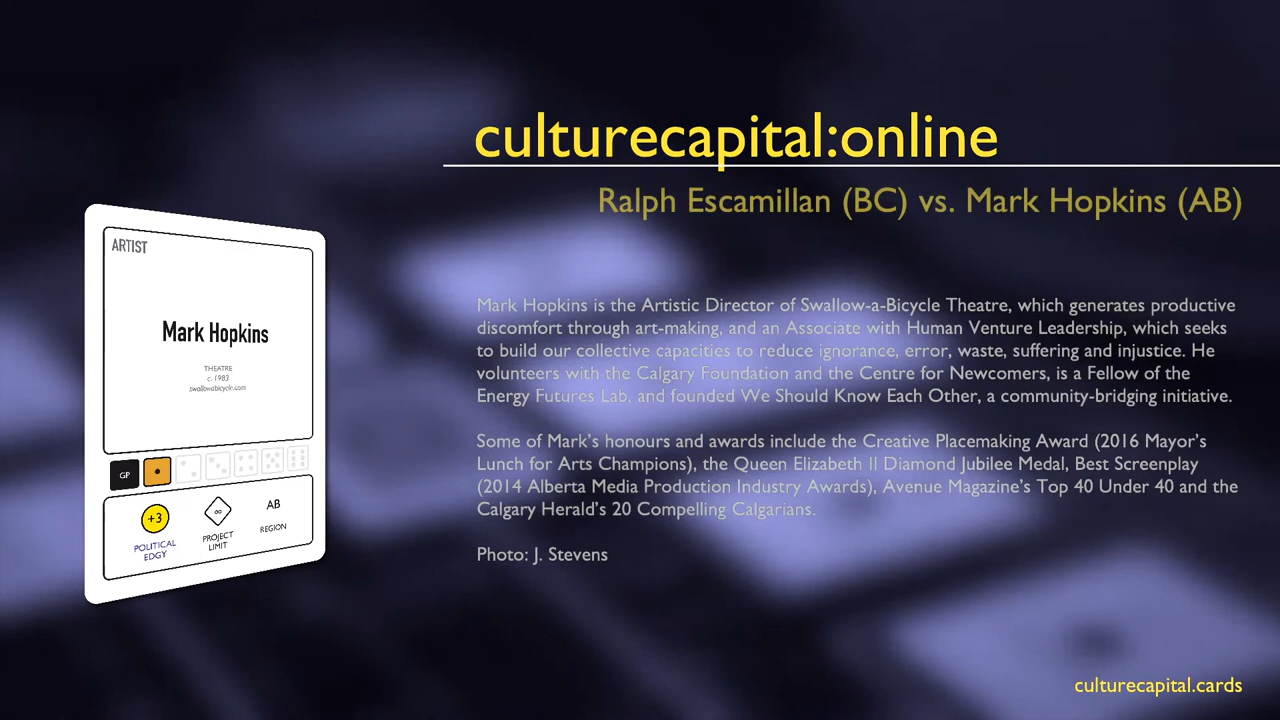 culturecapital:online
Ralph Escamillan (BC) vs. Mark Hopkins (AB)
ARTIST
Mark Hopkins
THEATRE
c. 1983
swallowabicycle.com
GP
+3
POLITICAL
EDGY
∞
PROJECT
LIMIT
AB
REGION
Mark Hopkins is the Artistic Director of Swallow-a-Bicycle Theatre, which generates productive
discomfort through art-making, and an Associate with Human Venture Leadership, which seeks
to build our collective capacities to reduce ignorance, error, waste, suffering and injustice. He
volunteers with the Calgary Foundation and the Centre for Newcomers, is a Fellow of the
Energy Futures Lab, and founded We Should Know Each Other, a community-bridging initiative.
Some of Mark's honours and awards include the Creative Placemaking Award (2016 Mayor's
Lunch for Arts Champions), the Queen Elizabeth II Diamond Jubilee Medal, Best Screenplay
(2014 Alberta Media Production Industry Awards), Avenue Magazine's Top 40 Under 40 and the
Calgary Herald's 20 Compelling Calgarians.
Photo: J. Stevens
culturecapital.cards